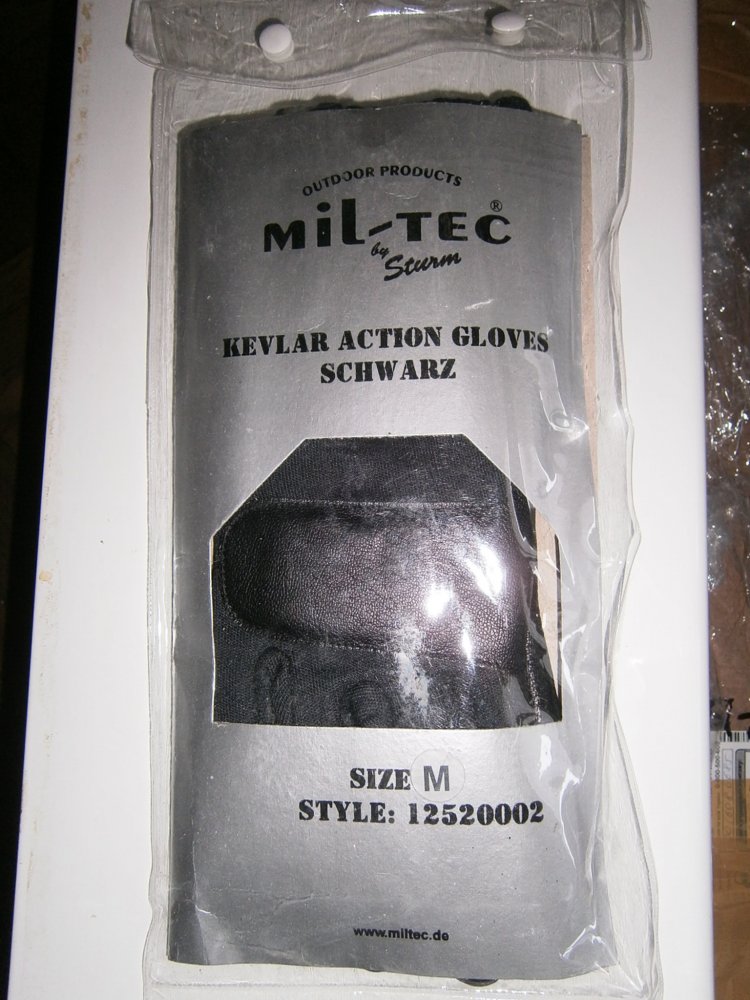 OUTDOOR PRODUCTS
MiL-TEC®
by Sturm
KEVLAR ACTION GLOVES
SCHWARZ
SIZE M
STYLE: 12520002
www.miltec.de